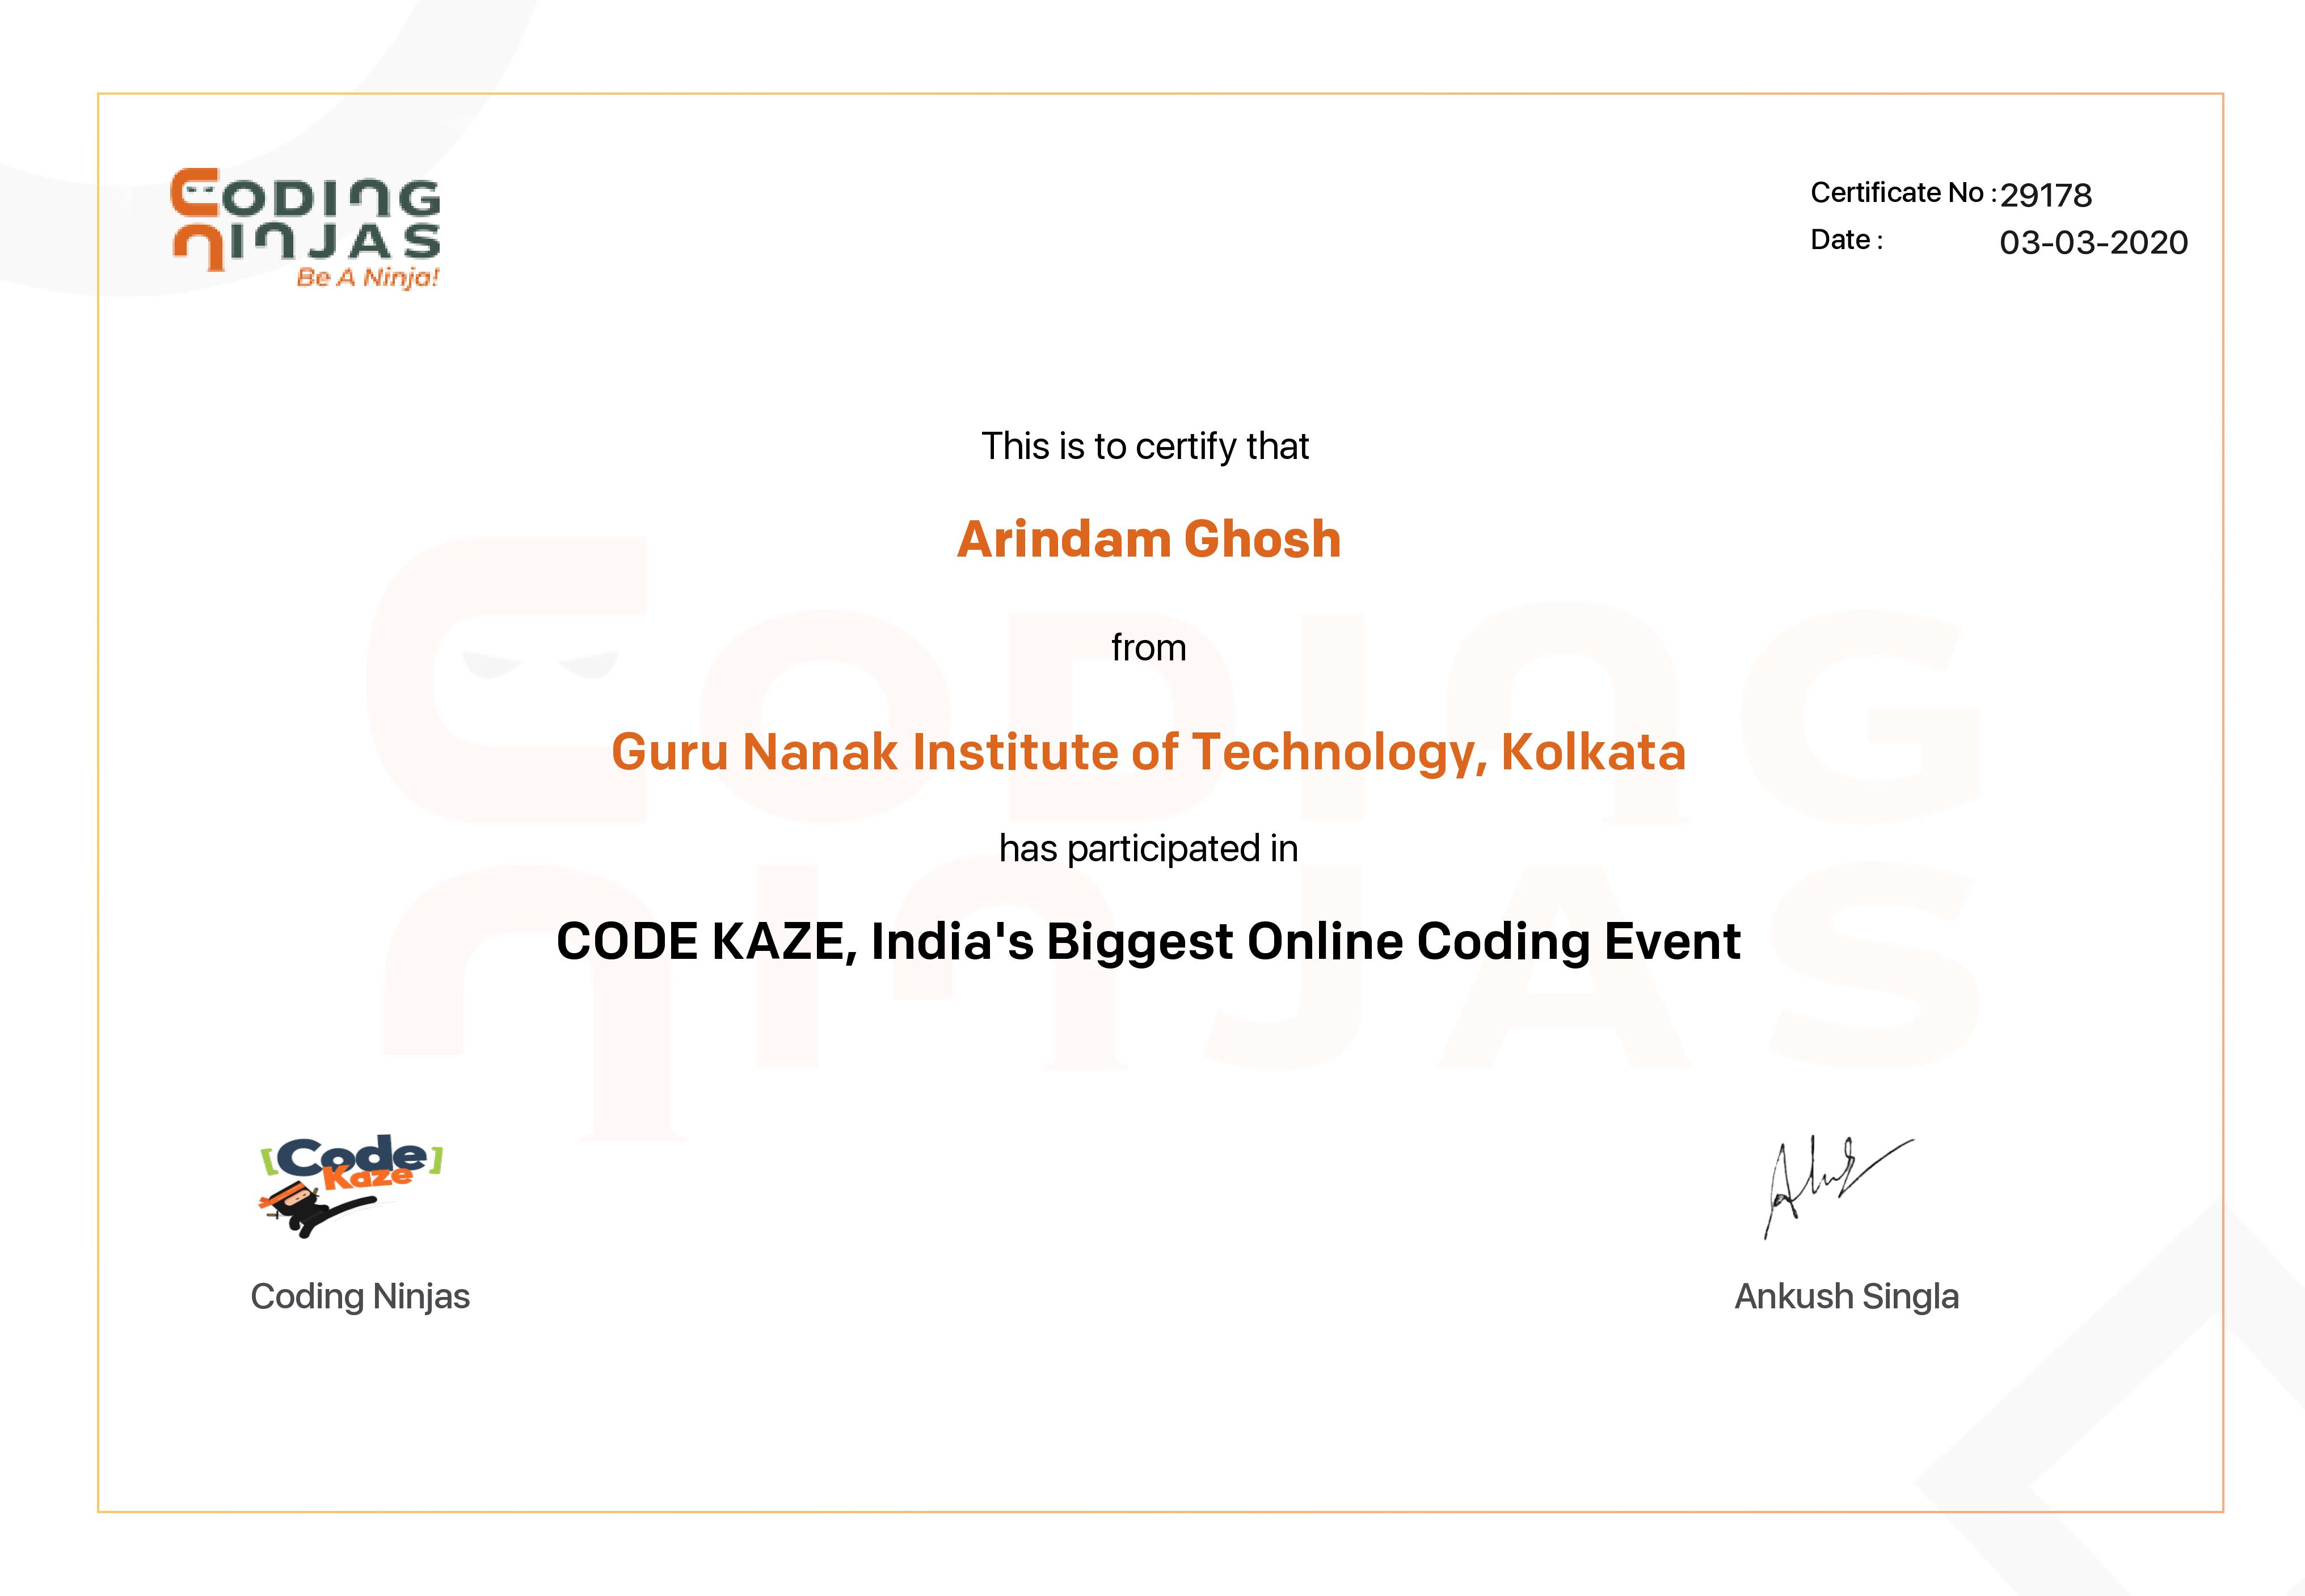 CODING
NINJAS
Be A Ninja!
Certificate No : 29178
Date : 03-03-2020
This is to certify that
Arindam Ghosh
from
Guru Nanak Institute of Technology, Kolkata
has participated in
CODE KAZE, India's Biggest Online Coding Event
CODING
NINJAS
[Code]
Kaze
Coding Ninjas
Ankush Singla